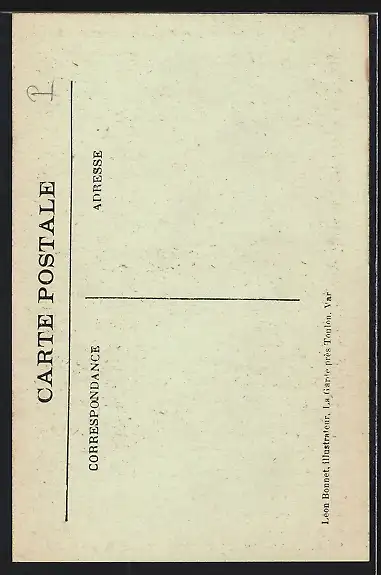 CARTE POSTALE
CORRESPONDANCE
ADRESSE
Léon Bonnet, Illustrateur, La Garde près Toulon, Var